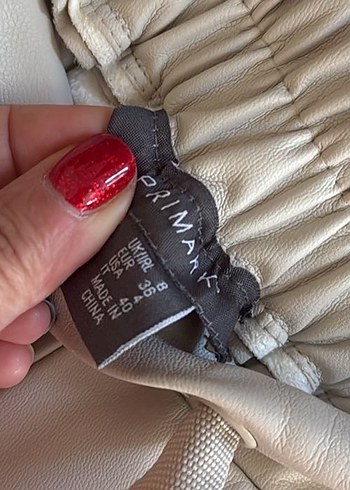 PRIMARK
UK/IRL 8
EUR 36
USA 4
IT 40
MADE IN
CHINA